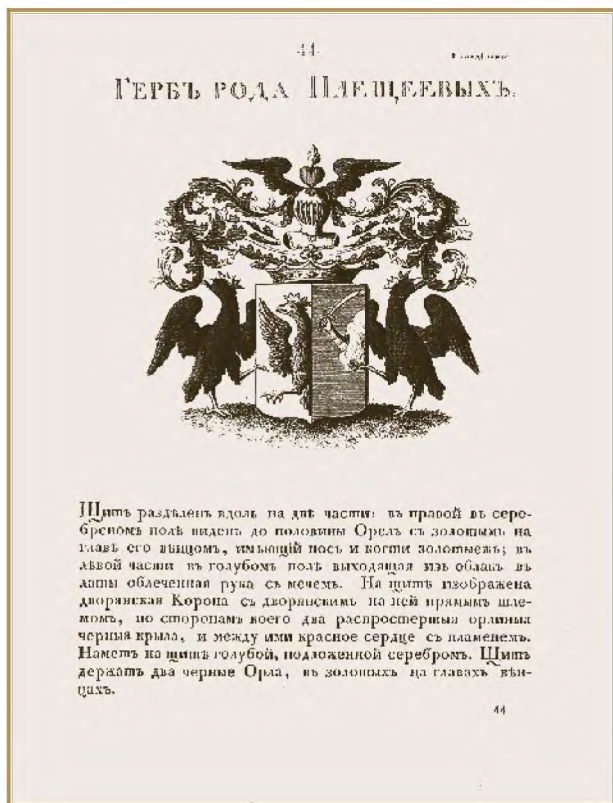 44
ГЕРБЪ РОДА ПЛЕЩЕЕВЫХЪ.
Щитъ раздѣленъ вдоль на двѣ части: въ правой въ сере-
бреномъ полѣ виденъ до половины Орелъ съ золотымъ на
главѣ его вѣнцомъ, имѣющій носъ и когти золотыежъ; въ
лѣвой части въ голубомъ полѣ выходящая изъ облакъ въ
латы облеченная рука съ мечемъ. На щитѣ изображена
дворянская Корона съ дворянскимъ на ней прямымъ шле-
момъ, по сторонамъ коего два распростертыя орлиныя
черныя крыла, и между ими красное сердце съ пламенемъ.
Наметъ на щитѣ голубой, подложенной серебромъ. Щитъ
держатъ два черные Орла, въ золотыхъ на главахъ вѣн-
цахъ.
44